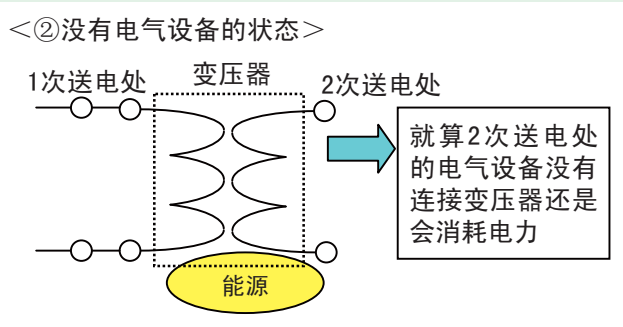 ＜②没有电气设备的状态＞
1次送电处
变压器
2次送电处
就算2次送电处
的电气设备没有
连接变压器还是
会消耗电力
能源